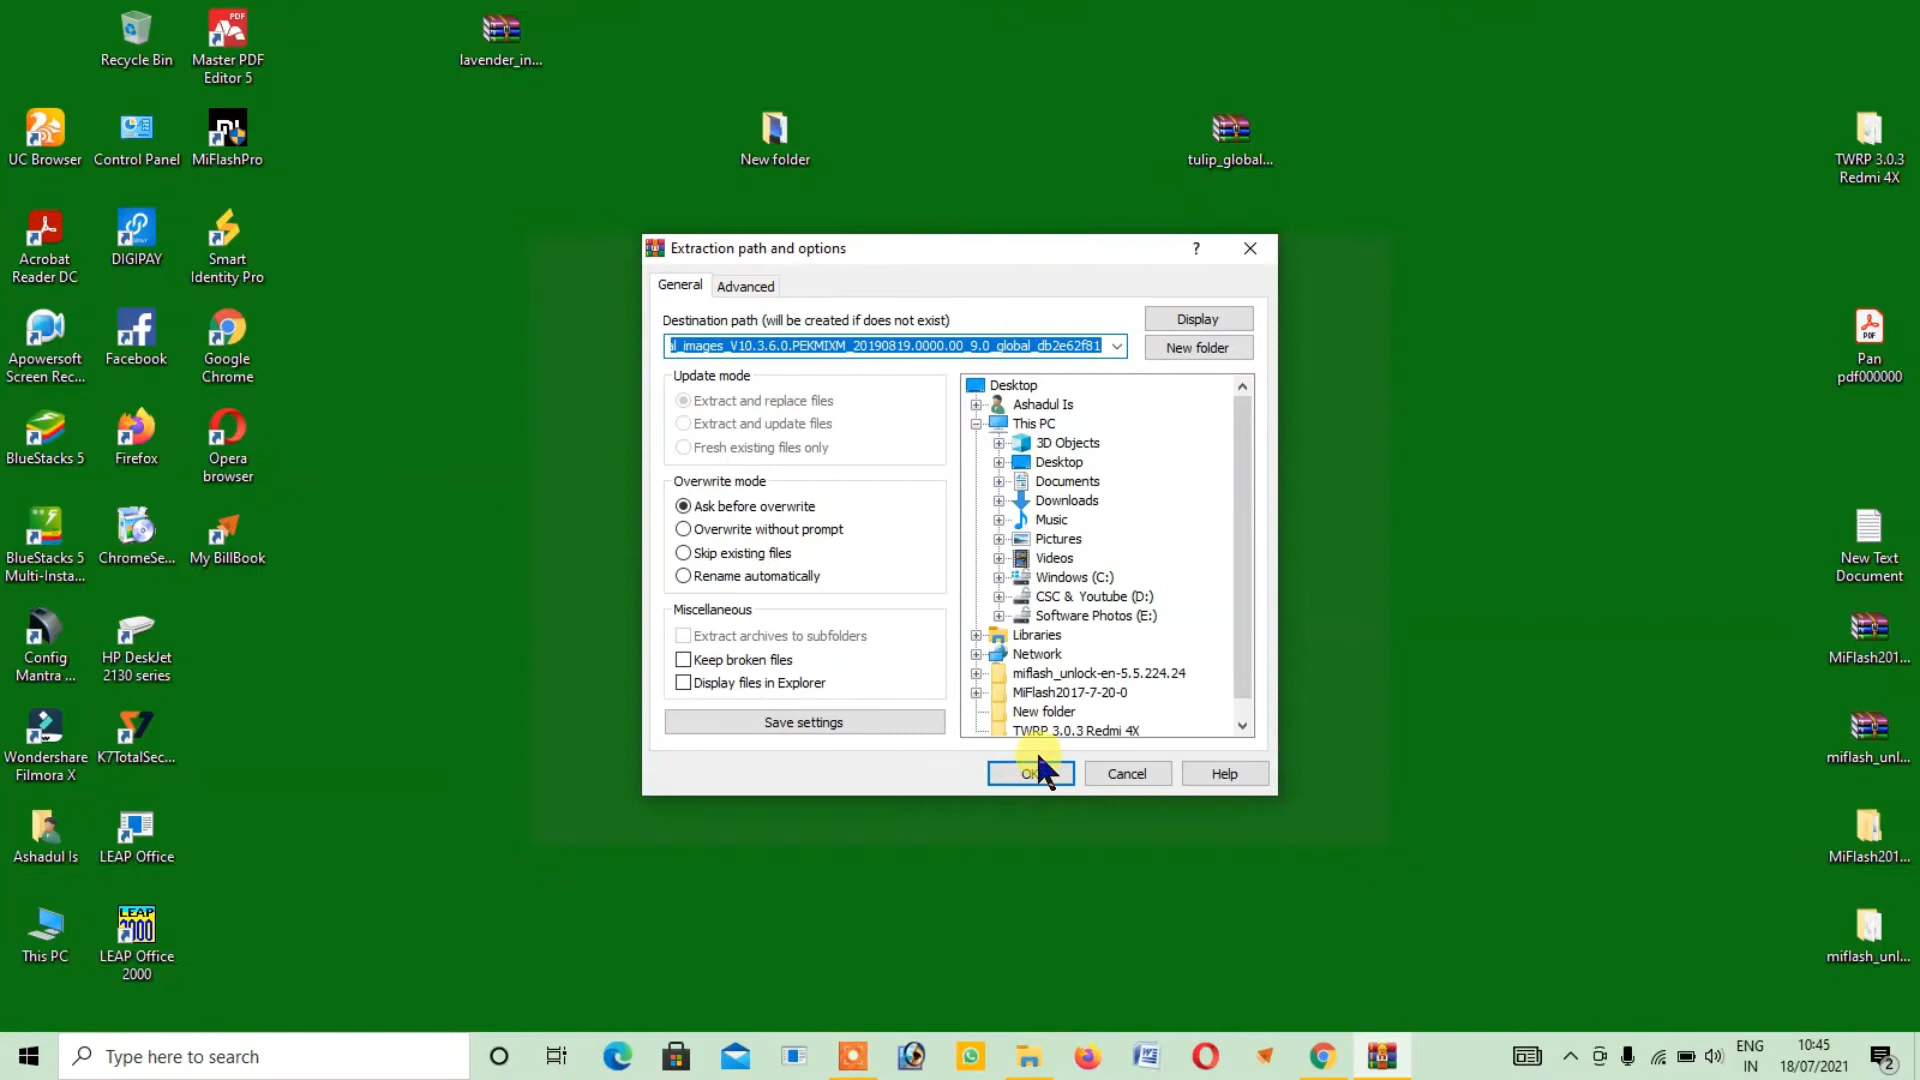 Recycle Bin
Master PDF
Editor 5
lavender_in...
UC Browser
Control Panel
MiFlashPro
New folder
tulip_global...
TWRP 3.0.3
Redmi 4X
Acrobat
Reader DC
DIGIPAY
Smart
Identity Pro
Apowersoft
Screen Rec...
Facebook
Google
Chrome
Pan
pdf000000
BlueStacks 5
Firefox
Opera
browser
BlueStacks 5
Multi-Insta...
ChromeSe...
My BillBook
New Text
Document
Config
Mantra ...
HP DeskJet
2130 series
MiFlash201...
Wondershare
Filmora X
K7TotalSec...
miflash_unl...
Ashadul Is
LEAP Office
MiFlash201...
This PC
LEAP Office
2000
miflash_unl...
Extraction path and options
?
General
Advanced
Destination path (will be created if does not exist)
Display
al_images_V10.3.6.0.PEKMIXM_20190819.0000.00_9.0_global_db2e62f81
New folder
Update mode
Extract and replace files
Extract and update files
Fresh existing files only
Overwrite mode
Ask before overwrite
Overwrite without prompt
Skip existing files
Rename automatically
Miscellaneous
Extract archives to subfolders
Keep broken files
Display files in Explorer
Save settings
Desktop
Ashadul Is
This PC
3D Objects
Desktop
Documents
Downloads
Music
Pictures
Videos
Windows (C:)
CSC & Youtube (D:)
Software Photos (E:)
Libraries
Network
miflash_unlock-en-5.5.224.24
MiFlash2017-7-20-0
New folder
TWRP 3.0.3 Redmi 4X
OK
Cancel
Help
Type here to search
ENG
IN
10:45
18/07/2021
2